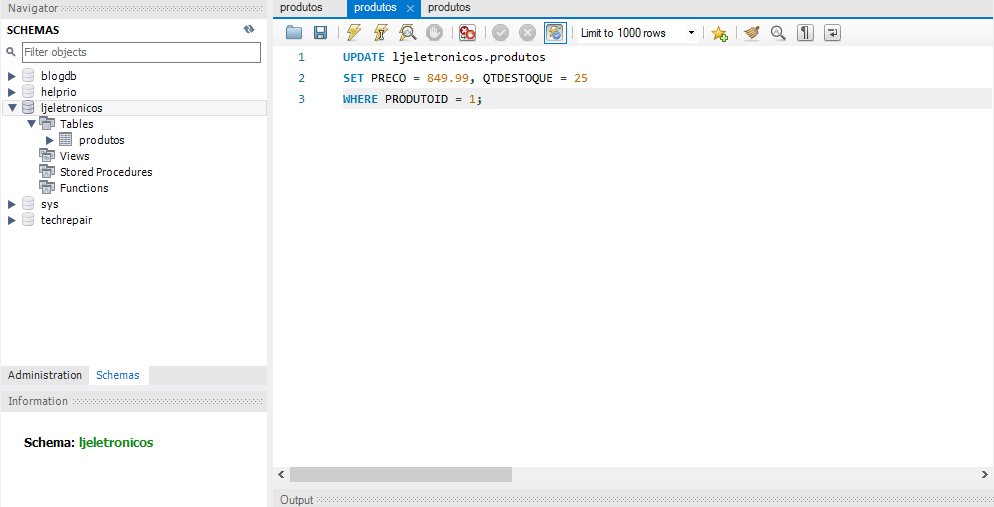 Navigator
SCHEMAS
Filter objects
blogdb
helprio
ljeletronicos
Tables
produtos
Views
Stored Procedures
Functions
sys
techrepair
Administration Schemas
Information
Schema: ljeletronicos
produtos produtos produtos
Limit to 1000 rows
1 UPDATE ljeletronicos.produtos
2 SET PRECO = 849.99, QTDESTOQUE = 25
3 WHERE PRODUTOID = 1;
Output